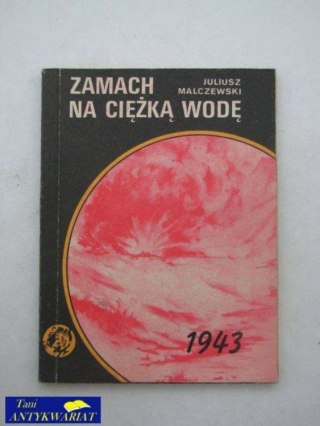 ZAMACH
NA CIĘŻKĄ WODĘ
JULIUSZ
MALCZEWSKI
1943
Tani
ANTYKWARIAT